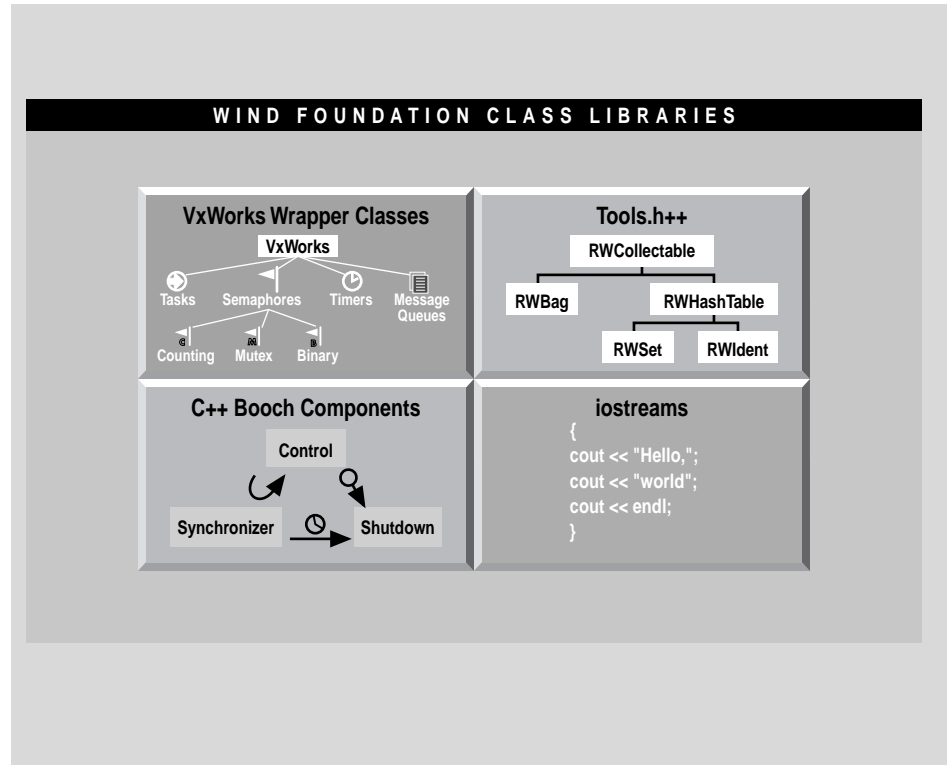 WIND FOUNDATION CLASS LIBRARIES
VxWorks Wrapper Classes
VxWorks
Tasks
Semaphores
Timers
Message
Queues
C
M
B
Counting
Mutex
Binary
Tools.h++
RWCollectable
RWBag
RWHashTable
RWSet
RWIdent
C++ Booch Components
Control
Synchronizer
Shutdown
iostreams
{
cout << "Hello,";
cout << "world";
cout << endl;
}